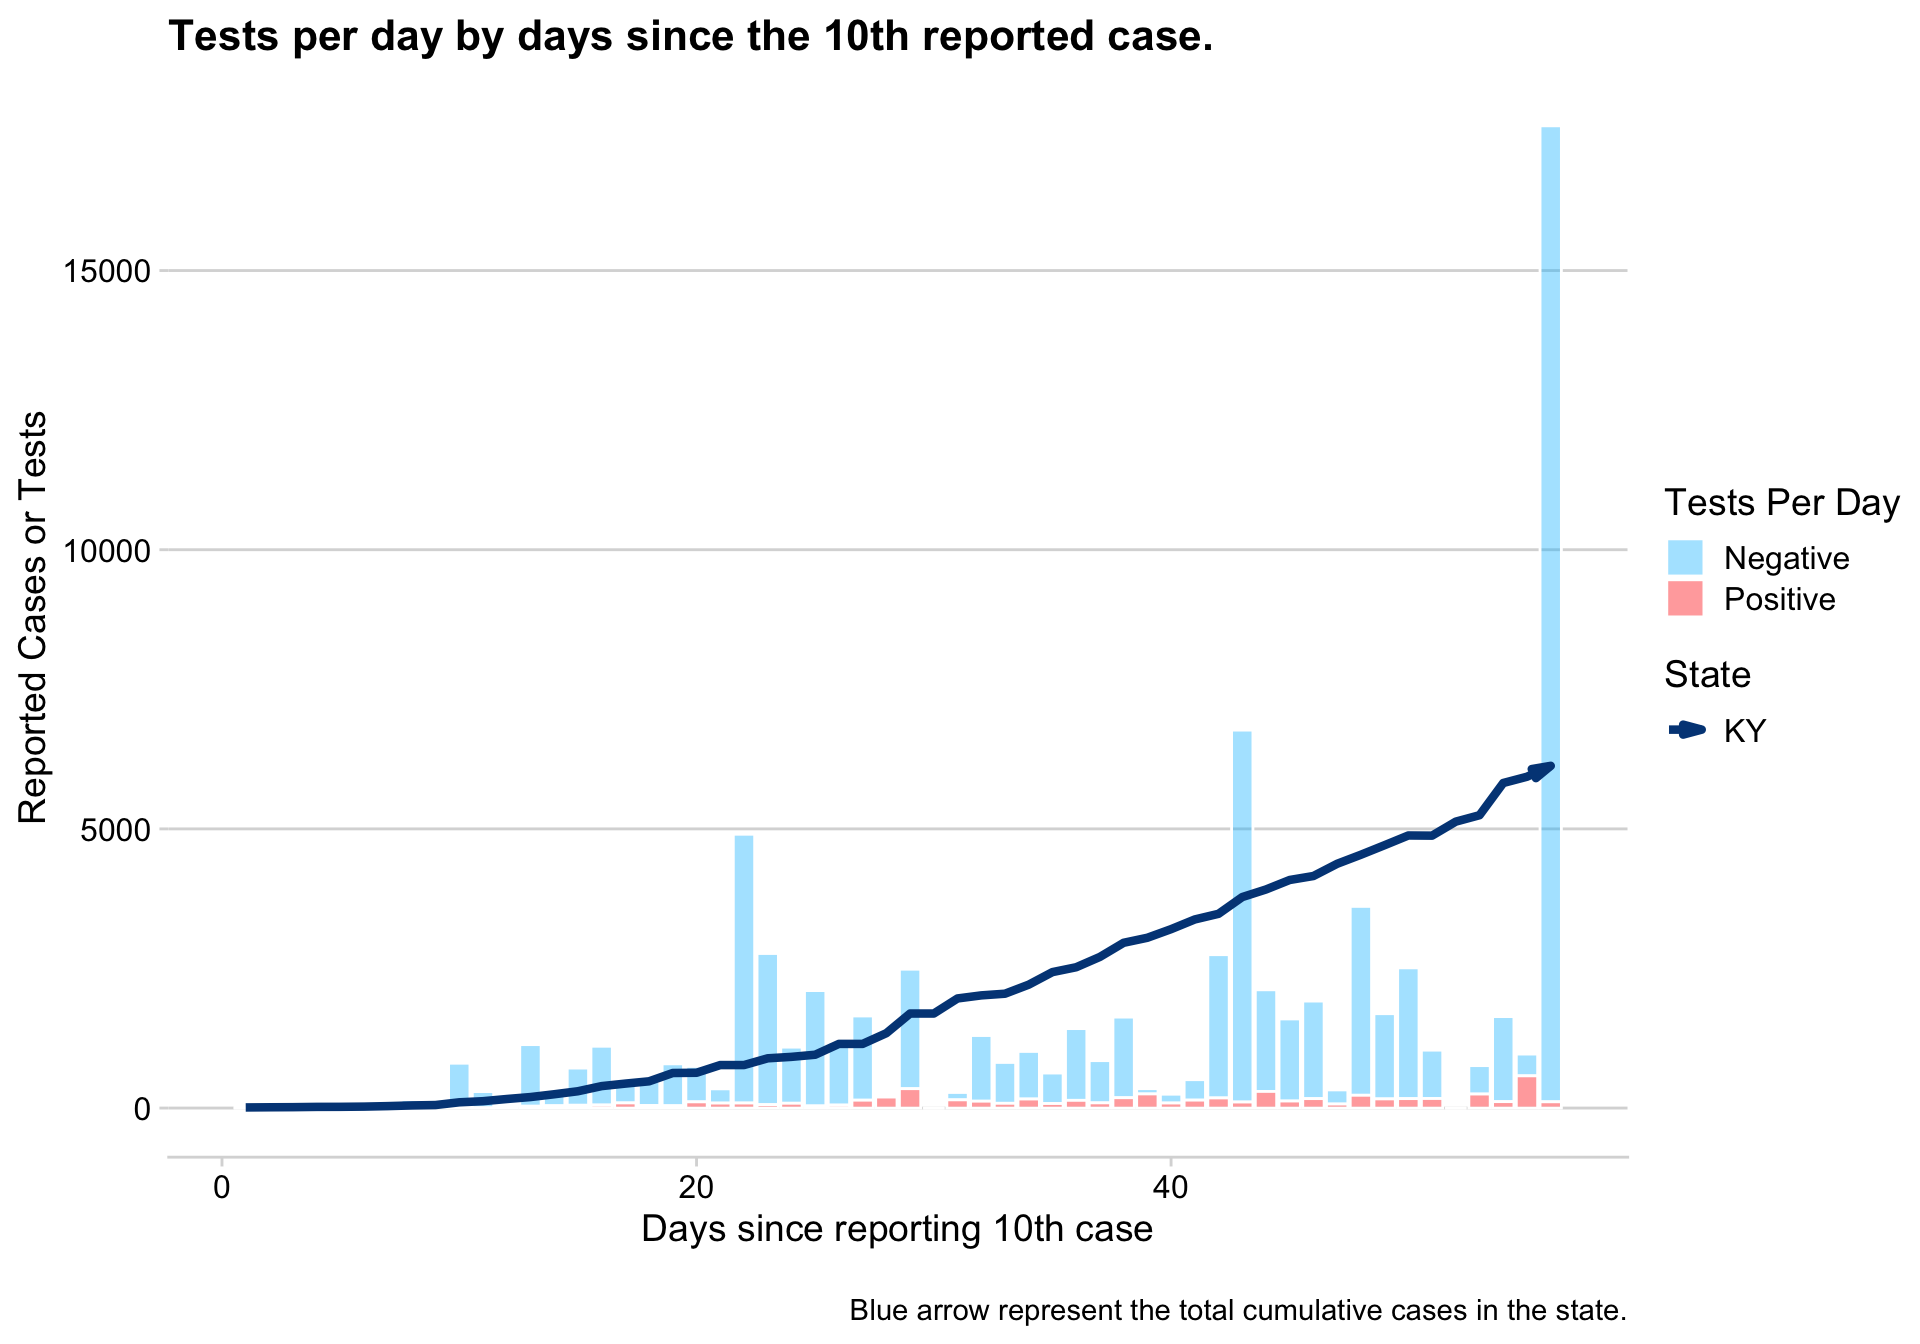 Tests per day by days since the 10th reported case.
15000
10000
5000
0
Reported Cases or Tests
0
20
40
Days since reporting 10th case
Tests Per Day
Negative
Positive
State
KY
Blue arrow represent the total cumulative cases in the state.